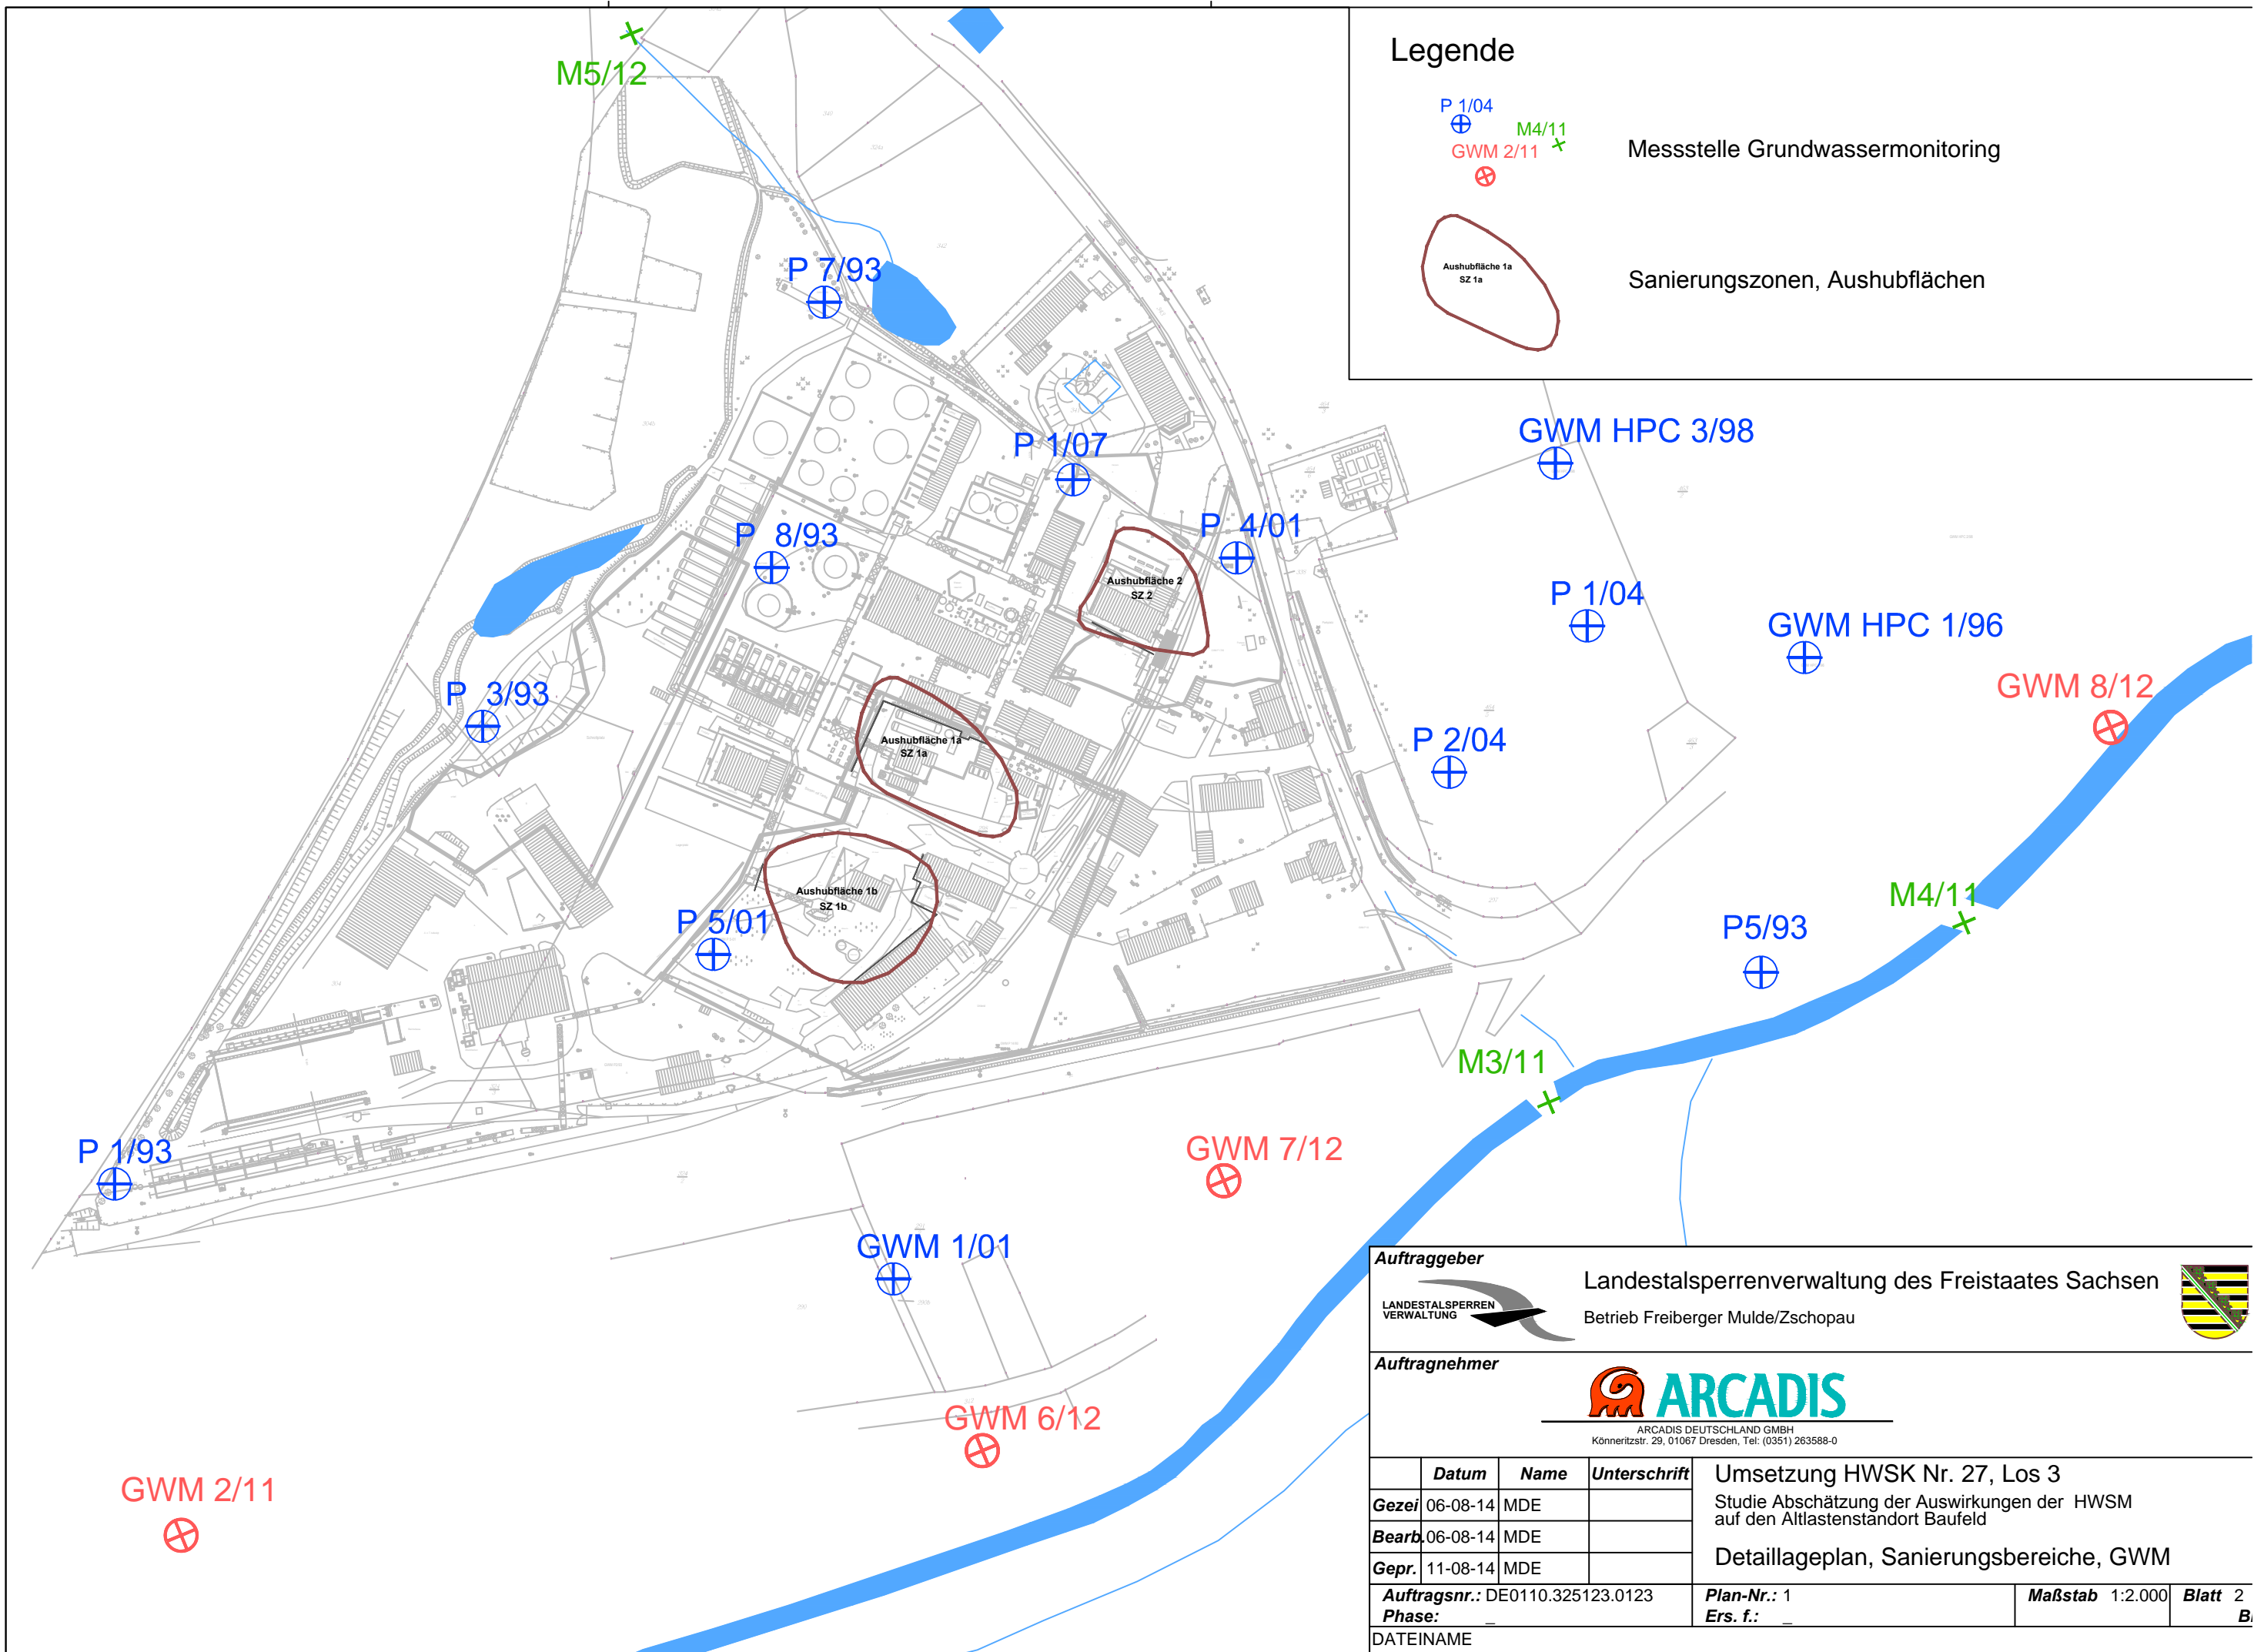 M5/12
Legende
P 1/04
M4/11
GWM 2/11
Messstelle Grundwassermonitoring
Aushubfläche 1a
SZ 1a
Sanierungszonen, Aushubflächen
P 7/93
P 1/07
GWM HPC 3/98
P 8/93
P 4/01
Aushubfläche 2
SZ 2
P 1/04
GWM HPC 1/96
P 3/93
GWM 8/12
Aushubfläche 1a
SZ 1a
P 2/04
Aushubfläche 1b
SZ 1b
M4/11
P 5/01
P5/93
M3/11
P 1/93
GWM 7/12
GWM 1/01
GWM 6/12
GWM 2/11
Auftraggeber
LANDESTALSPERREN
VERWALTUNG
Landestalsperrenverwaltung des Freistaates Sachsen
Betrieb Freiberger Mulde/Zschopau
Auftragnehmer
ARCADIS
ARCADIS DEUTSCHLAND GMBH
Könneritzstr. 29, 01067 Dresden, Tel: (0351) 263588-0
Datum Name Unterschrift
Gezei 06-08-14 MDE
Bearb. 06-08-14 MDE
Gepr. 11-08-14 MDE
Umsetzung HWSK Nr. 27, Los 3
Studie Abschätzung der Auswirkungen der HWSM
auf den Altlastenstandort Baufeld
Detaillageplan, Sanierungsbereiche, GWM
Auftragsnr.: DE0110.325123.0123
Phase: _
Plan-Nr.: 1
Ers. f.: _
Maßstab 1:2.000
Blatt 2
DATEINAME